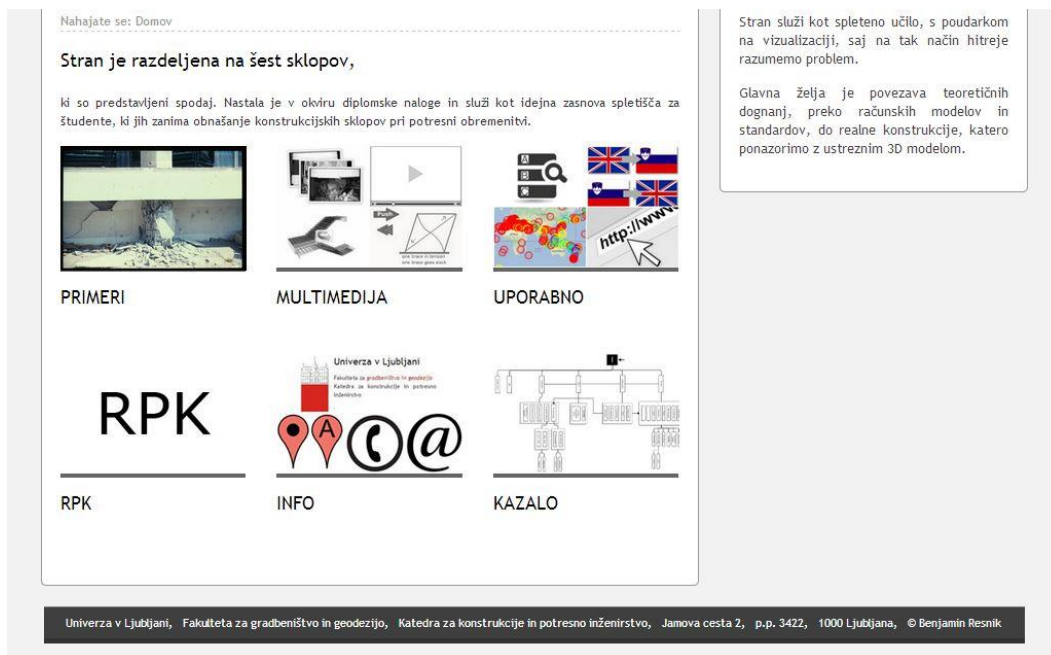 Nahajate se: Domov
Stran je razdeljena na šest sklopov,
ki so predstavljeni spodaj. Nastala je v okviru diplomske naloge in služi kot idejna zasnova spletišča za
študente, ki jih zanima obnašanje konstrukcijskih sklopov pri potresni obremenitvi.
Push
A
B
C
http://www
PRIMERI
MULTIMEDIJA
UPORABNO
RPK
Univerza v Ljubljani
Fakulteta za gradbeništvo in geodezijo
Katedra za konstrukcije in potresno
inženirstvo
A
@
RPK
INFO
KAZALO
Stran služi kot spleteno učilo, s poudarkom
na vizualizaciji, saj na tak način hitreje
razumemo problem.
Glavna želja je povezava teoretičnih
dognanj, preko računskih modelov in
standardov, do realne konstrukcije, katero
ponazorimo z ustreznim 3D modelom.
Univerza v Ljubljani, Fakulteta za gradbeništvo in geodezijo, Katedra za konstrukcije in potresno inženirstvo, Jamova cesta 2, p.p. 3422, 1000 Ljubljana, © Benjamin Resnik